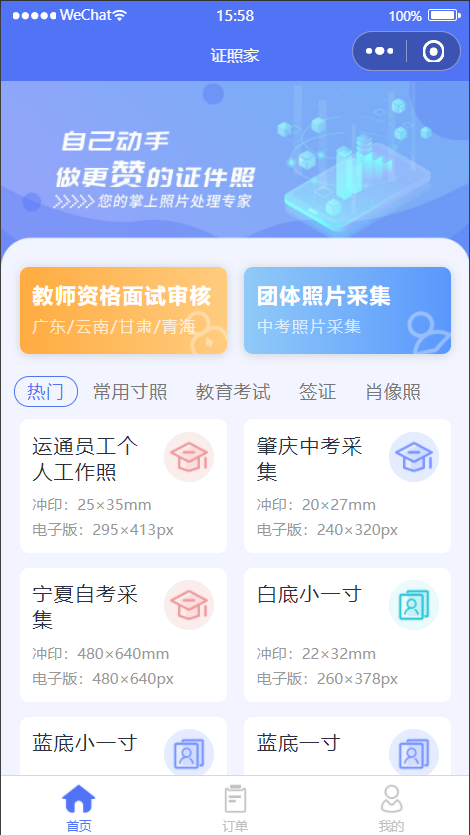 WeChat 15:58 100%
证照家
自己动手
做更赞的证件照
您的掌上照片处理专家
教师资格面试审核
广东/云南/甘肃/青海
团体照片采集
中考照片采集
热门 常用寸照 教育考试 签证 肖像照
运通员工个
人工作照
冲印：25×35mm
电子版：295×413px
肇庆中考采
集
冲印：20×27mm
电子版：240×320px
宁夏自考采
集
冲印：480×640mm
电子版：480×640px
白底小一寸
冲印：22×32mm
电子版：260×378px
蓝底小一寸
蓝底一寸
首页 订单 我的